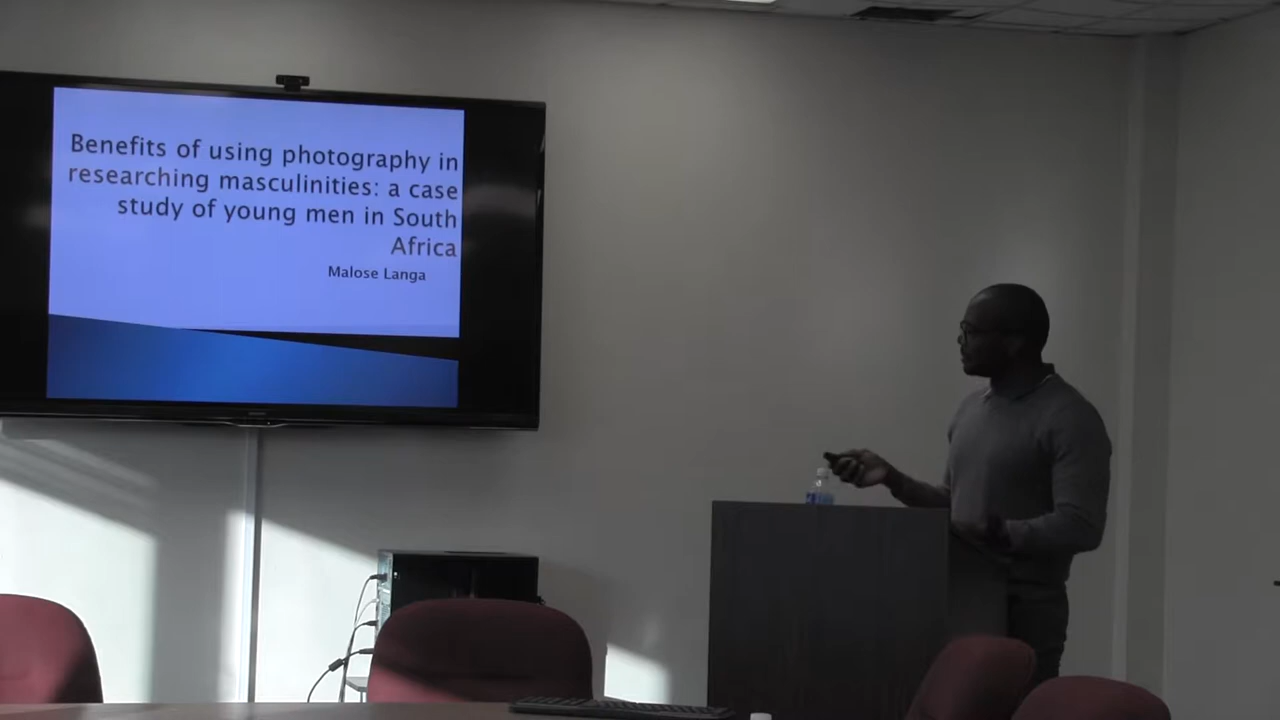 Benefits of using photography in
researching masculinities: a case
study of young men in South
Africa
Malose Langa